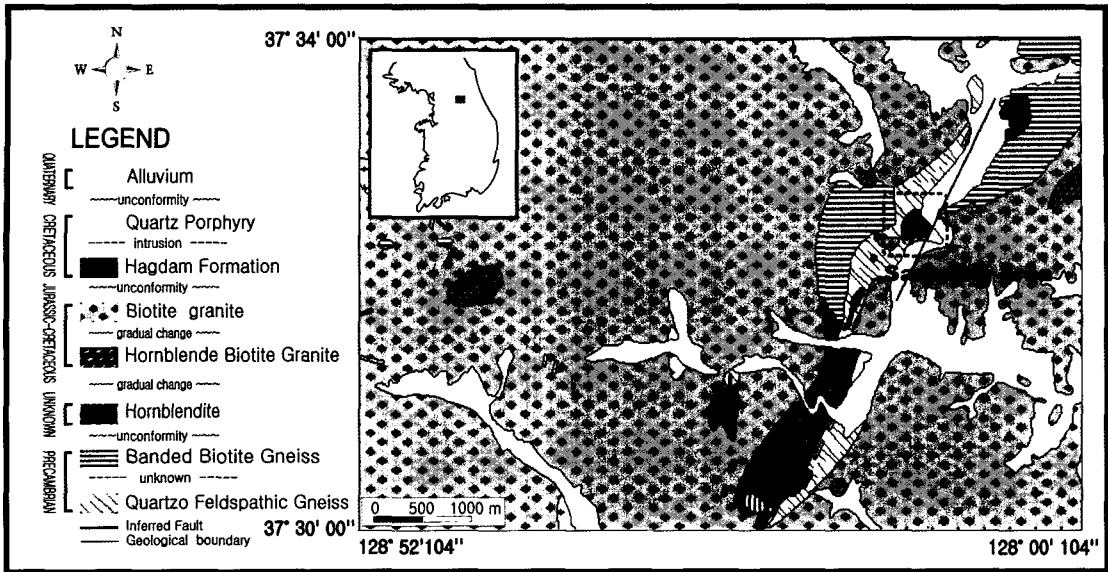 N
W E
S
LEGEND
QUATERNARY
Alluvium
unconformity
CRETACEOUS
Quartz Porphyry
intrusion
Hagdam Formation
unconformity
JURASSIC-CRETACEOUS
Biotite granite
gradual change
Hornblende Biotite Granite
gradual change
UNKNOWN
Hornblendite
unconformity
PRECAMBRIAN
Banded Biotite Gneiss
unknown
Quartzo Feldspathic Gneiss
Inferred Fault
Geological boundary
37° 34' 00"
37° 30' 00"
0 500 1000 m
128° 52'104"
128° 00' 104"